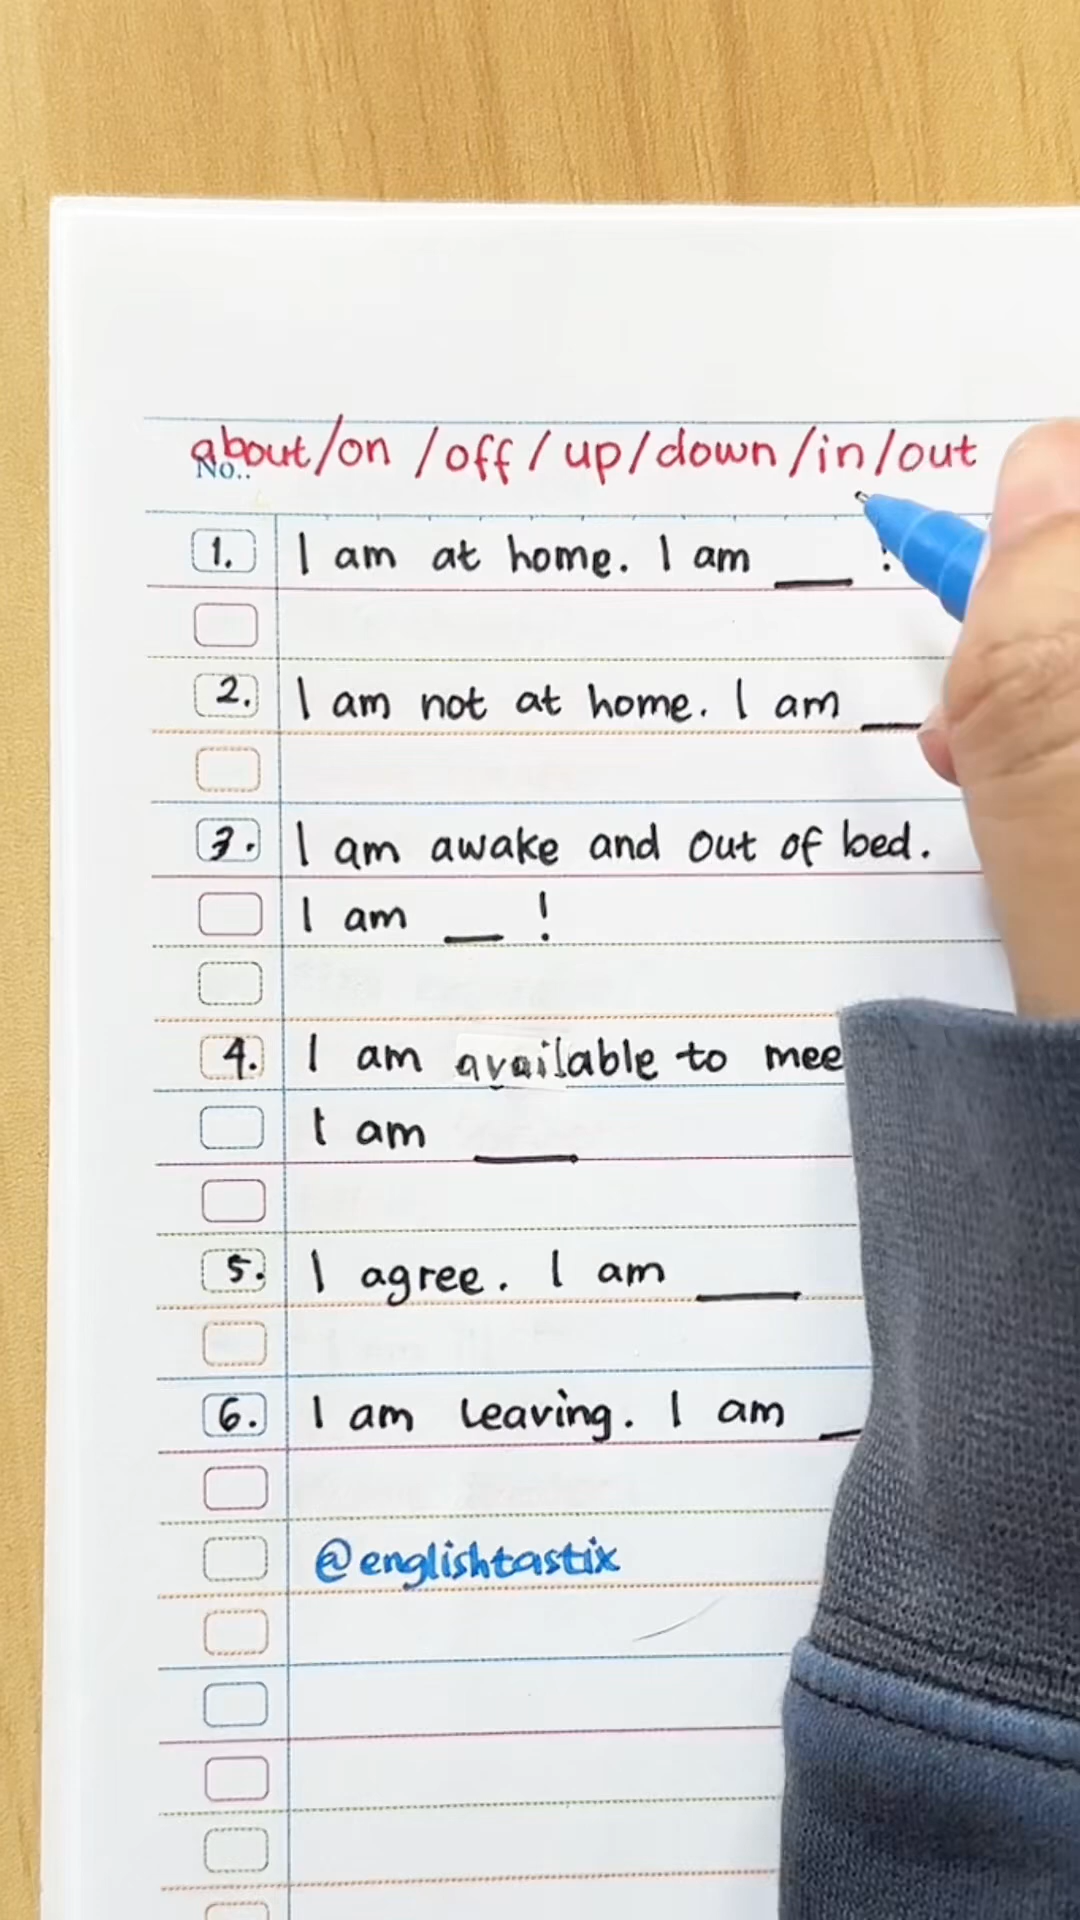 about/on/off/up/down/in/out
No.:
1. I am at home. I am ___ !
2. I am not at home. I am ___
3. I am awake and out of bed.
I am ___ !
4. I am available to
I am ___
5. I agree. I am ___
6. I am leaving. I am _
@englishtastix